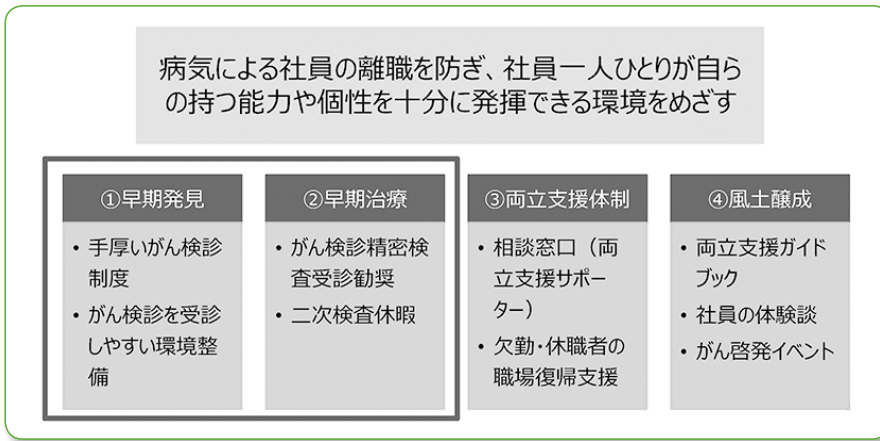 病気による社員の離職を防ぎ、社員一人ひとりが自ら
の持つ能力や個性を十分に発揮できる環境をめざす
①早期発見
• 手厚いがん検診
制度
• がん検診を受診
しやすい環境整
備
②早期治療
• がん検診精密検
査受診勧奨
• 二次検査休暇
③両立支援体制
• 相談窓口（両
立支援サポー
ター）
• 欠勤・休職者の
職場復帰支援
④風土醸成
• 両立支援ガイド
ブック
• 社員の体験談
• がん啓発イベント